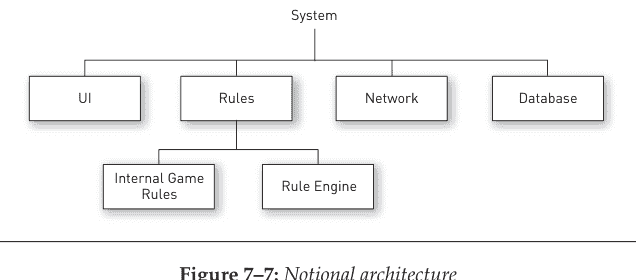 System
UI
Rules
Network
Database
Internal Game
Rules
Rule Engine
Figure 7–7: Notional architecture